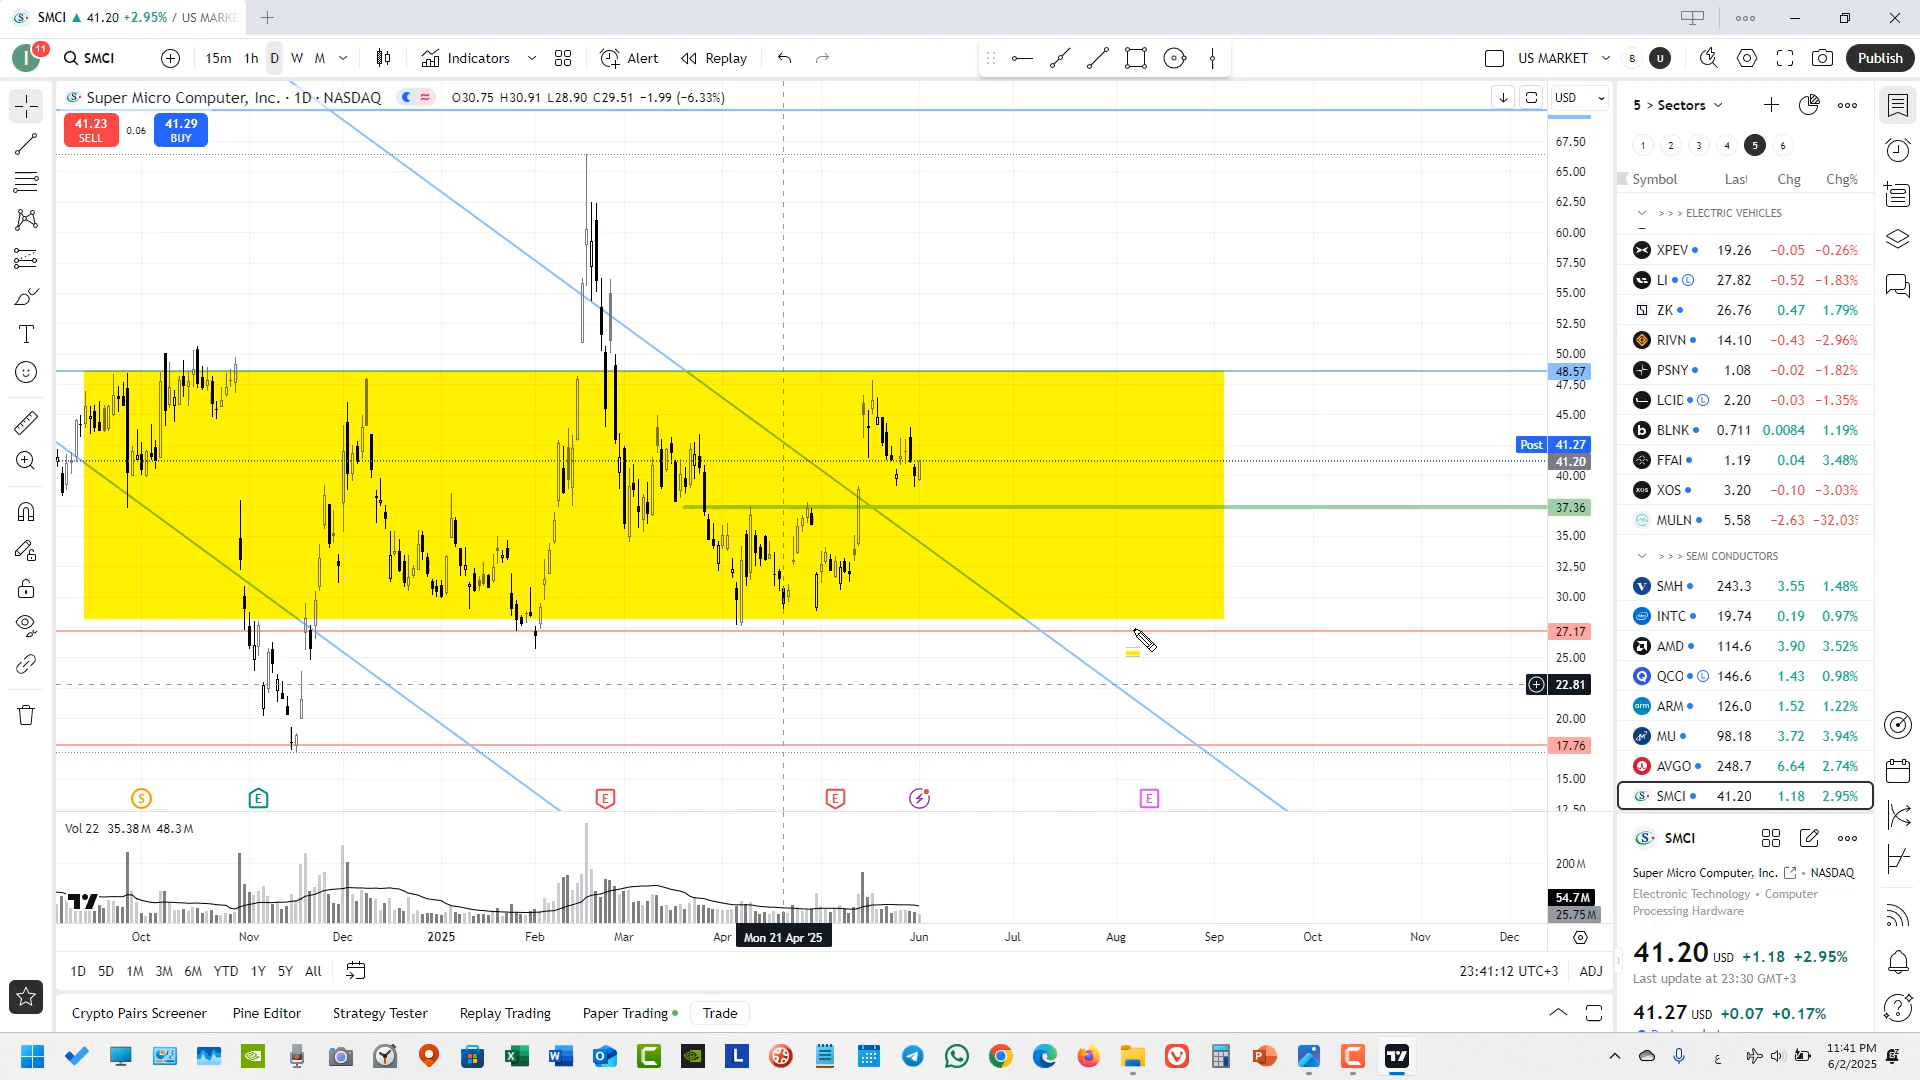 SMCI ▲ 41.20 +2.95% / US MARKE
11
SMCI 15m 1h D W M Indicators Alert Replay US MARKET B U Publish
Super Micro Computer, Inc. · 1D · NASDAQ O30.75 H30.91 L28.90 C29.51 −1.99 (−6.33%)
USD
41.23 SELL
0.06
41.29 BUY
67.50
65.00
62.50
60.00
57.50
55.00
52.50
50.00
48.57
47.50
45.00
Post 41.27
41.20
40.00
37.36
35.00
32.50
30.00
27.17
25.00
22.81
20.00
17.76
15.00
12.50
S E E E E
Vol 22 35.38M 48.3M
200M
54.7M
25.75M
Oct Nov Dec 2025 Feb Mar Apr Mon 21 Apr '25 Jun Jul Aug Sep Oct Nov Dec
1D 5D 1M 3M 6M YTD 1Y 5Y All
23:41:12 UTC+3 ADJ
Crypto Pairs Screener Pine Editor Strategy Tester Replay Trading Paper Trading Trade
5 > Sectors
1 2 3 4 5 6
Symbol Last Chg Chg%
> > > ELECTRIC VEHICLES
XPEV 19.26 −0.05 −0.26%
LI L 27.82 −0.52 −1.83%
ZK 26.76 0.47 1.79%
RIVN 14.10 −0.43 −2.96%
PSNY 1.08 −0.02 −1.82%
LCID L 2.20 −0.03 −1.35%
BLNK 0.711 0.0084 1.19%
FFAI 1.19 0.04 3.48%
XOS 3.20 −0.10 −3.03%
MULN 5.58 −2.63 −32.03%
> > > SEMI CONDUCTORS
SMH 243.3 3.55 1.48%
INTC 19.74 0.19 0.97%
AMD 114.6 3.90 3.52%
QCO L 146.6 1.43 0.98%
ARM 126.0 1.52 1.22%
MU 98.18 3.72 3.94%
AVGO 248.7 6.64 2.74%
SMCI 41.20 1.18 2.95%
SMCI
Super Micro Computer, Inc. • NASDAQ
Electronic Technology • Computer
Processing Hardware
41.20 USD +1.18 +2.95%
Last update at 23:30 GMT+3
41.27 USD +0.07 +0.17%
ع
11:41 PM
6/2/2025